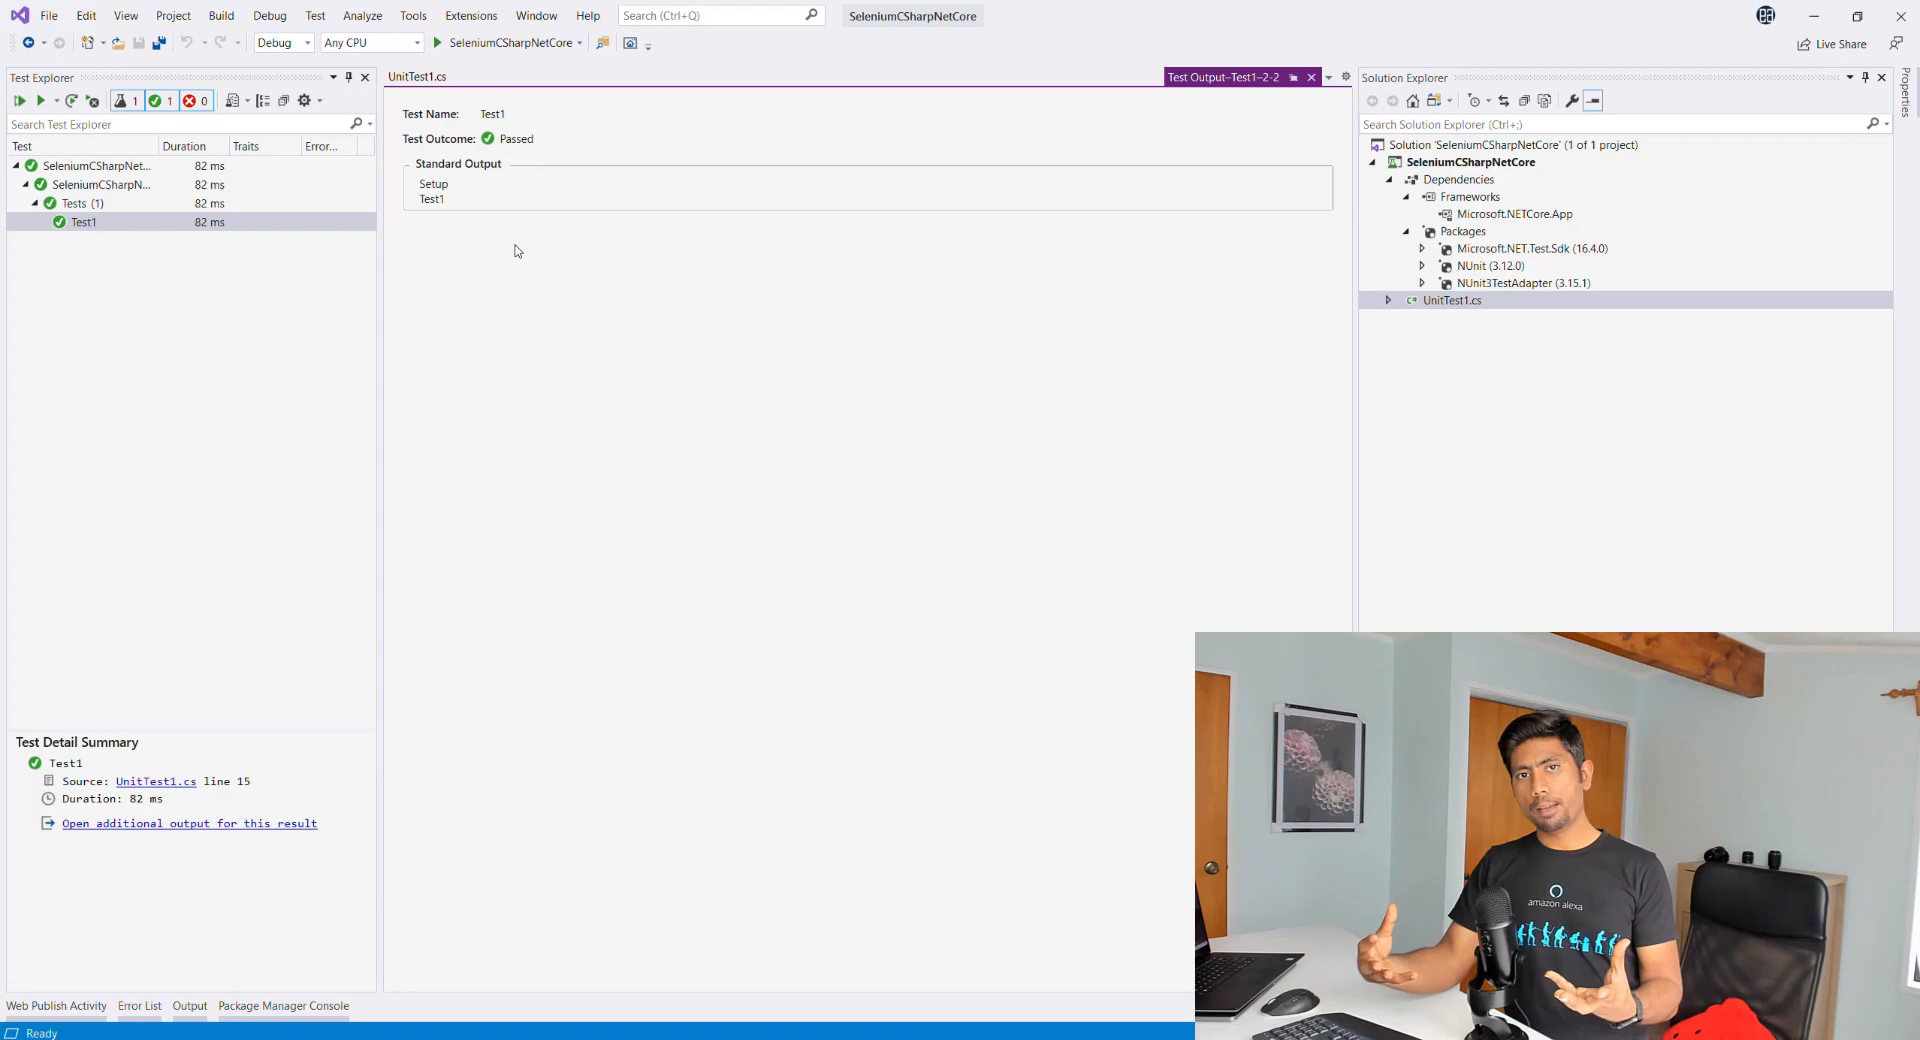 File Edit View Project Build Debug Test Analyze Tools Extensions Window Help Search (Ctrl+Q) SeleniumCSharpNetCore
Debug Any CPU SeleniumCSharpNetCore Live Share
Test Explorer
1 1 0
Search Test Explorer
Test Duration Traits Error...
SeleniumCSharpNet... 82 ms
SeleniumCSharpN... 82 ms
Tests (1) 82 ms
Test1 82 ms
Test Detail Summary
Test1
Source: UnitTest1.cs line 15
Duration: 82 ms
Open additional output for this result
UnitTest1.cs Test Output–Test1–2-2
Test Name: Test1
Test Outcome: Passed
Standard Output
Setup
Test1
Solution Explorer
Search Solution Explorer (Ctrl+;)
Solution 'SeleniumCSharpNetCore' (1 of 1 project)
SeleniumCSharpNetCore
Dependencies
Frameworks
Microsoft.NETCore.App
Packages
Microsoft.NET.Test.Sdk (16.4.0)
NUnit (3.12.0)
NUnit3TestAdapter (3.15.1)
UnitTest1.cs
Properties
amazon alexa
Web Publish Activity Error List Output Package Manager Console
Ready